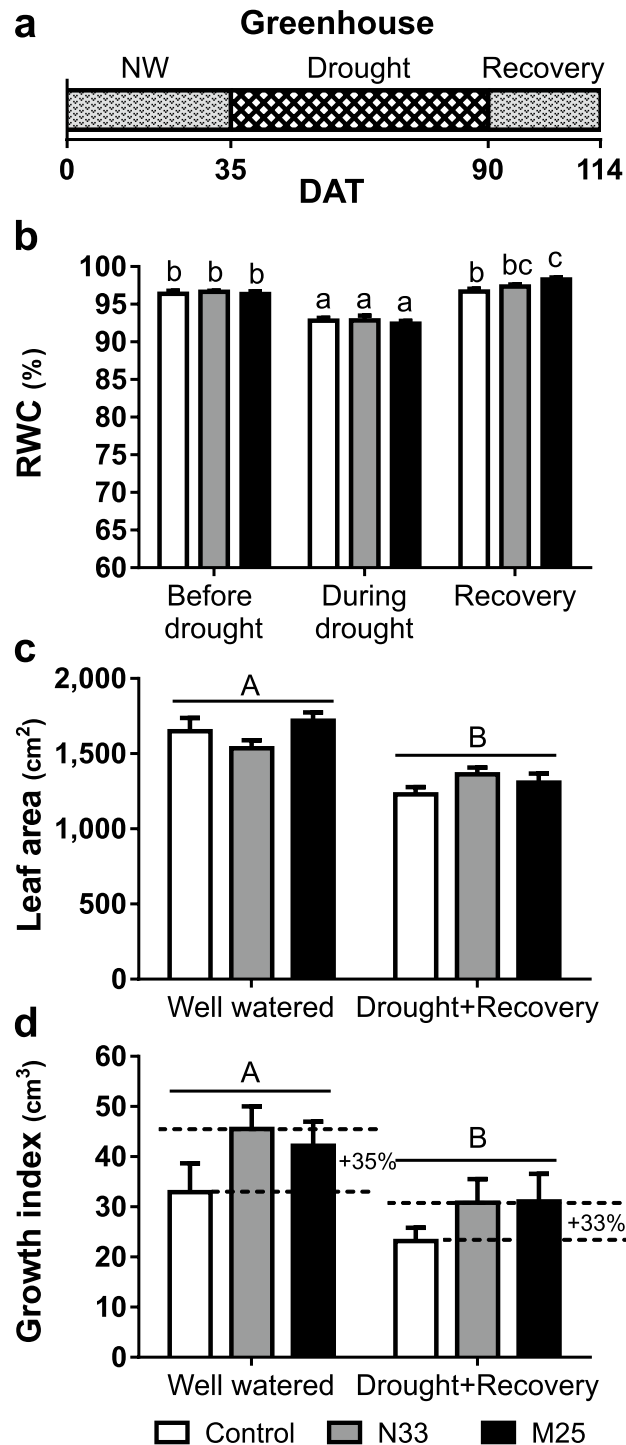 a
Greenhouse
NW Drought Recovery
0 35 90 114
DAT
b
RWC (%)
100
95
90
85
80
75
70
65
60
b b b a a a b bc c
Before drought
During drought
Recovery
c
Leaf area (cm²)
2,000
1,500
1,000
500
0
A
B
Well watered Drought+Recovery
d
Growth index (cm³)
60
50
40
30
20
10
0
A
+35%
B
+33%
Well watered Drought+Recovery
Control N33 M25